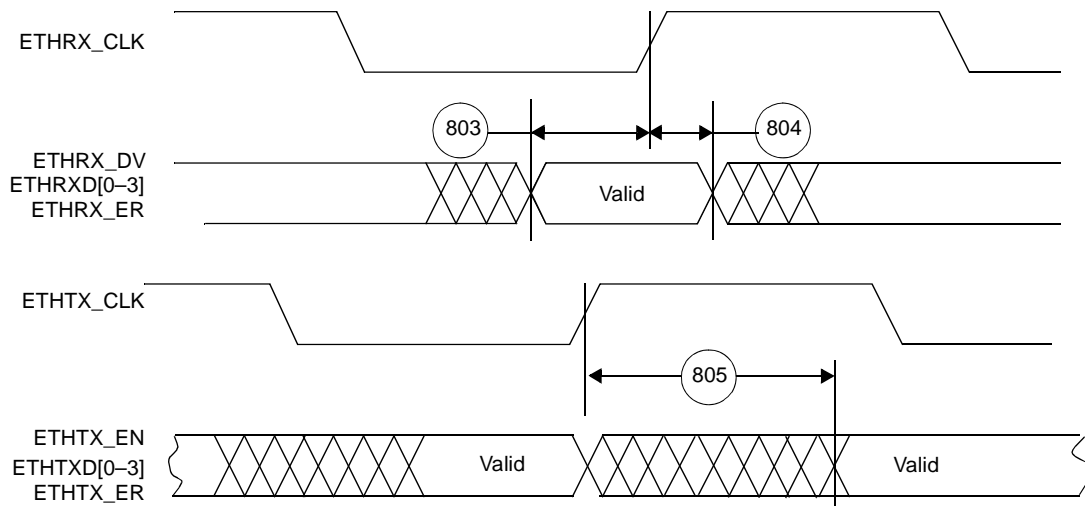 ETHRX_CLK
803
804
ETHRX_DV
ETHRXD[0–3]
Valid
ETHRX_ER
ETHTX_CLK
805
ETHTX_EN
ETHTXD[0–3]
Valid
Valid
ETHTX_ER